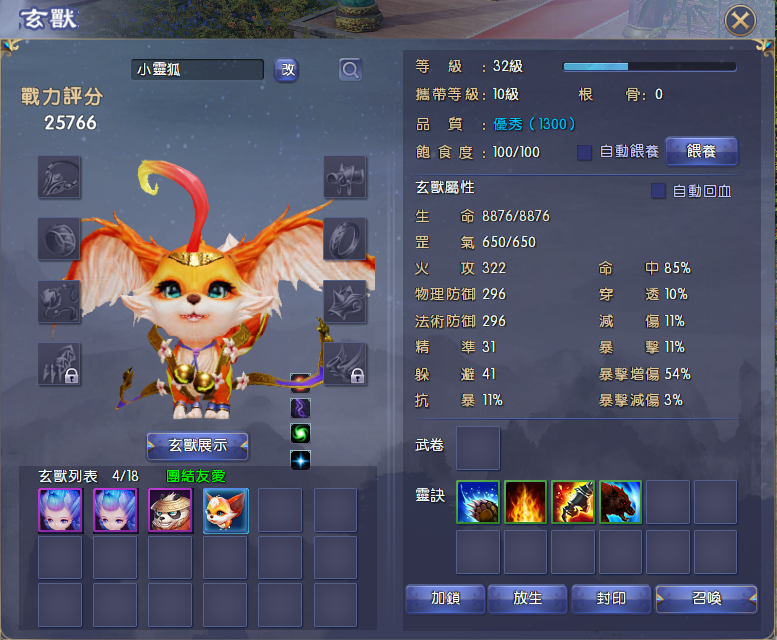 玄獸
小靈狐 改
戰力評分
25766
等級：32級
攜帶等級：10級 根骨：0
品質：優秀（1300）
飽食度：100/100 自動餵養 餵養
玄獸屬性 自動回血
生命 8876/8876
罡氣 650/650
火攻 322 命中 85%
物理防御 296 穿透 10%
法術防御 296 減傷 11%
精準 31 暴擊 11%
躲避 41 暴擊增傷 54%
抗暴 11% 暴擊減傷 3%
玄獸展示
玄獸列表 4/18 團結友愛
武卷
靈訣
加鎖 放生 封印 召喚